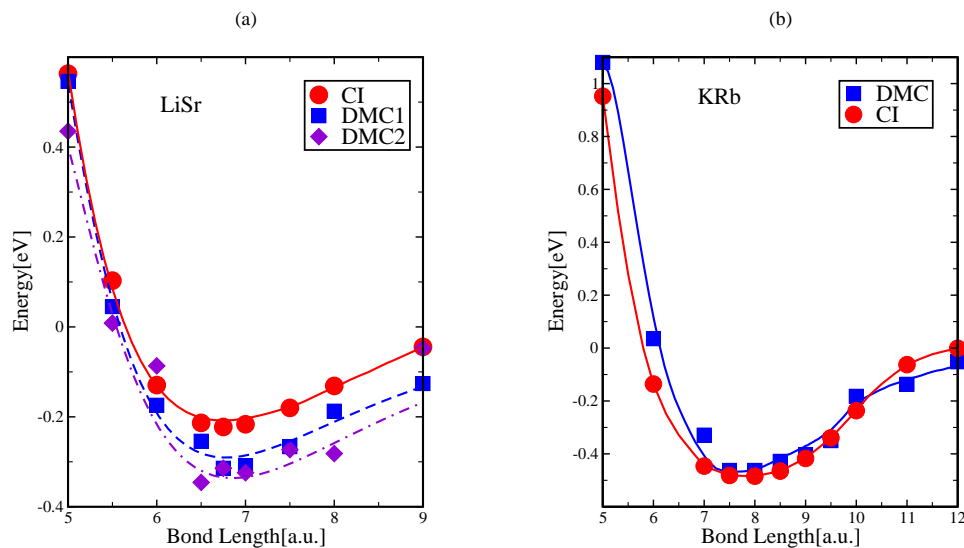 (a)
(b)
LiSr
CI
DMC1
DMC2
0.4
0.2
0
-0.2
-0.4
5
6
7
8
9
Energy[eV]
Bond Length[a.u.]
KRb
DMC
CI
1
0.8
0.6
0.4
0.2
0
-0.2
-0.4
5
6
7
8
9
10
11
12
Energy[eV]
Bond Length[a.u.]